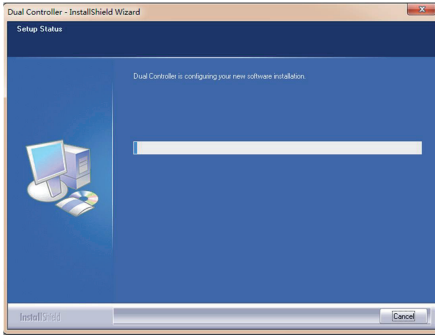 Dual Controller - InstallShield Wizard
Setup Status
Dual Controller is configuring your new software installation.
InstallShield
Cancel